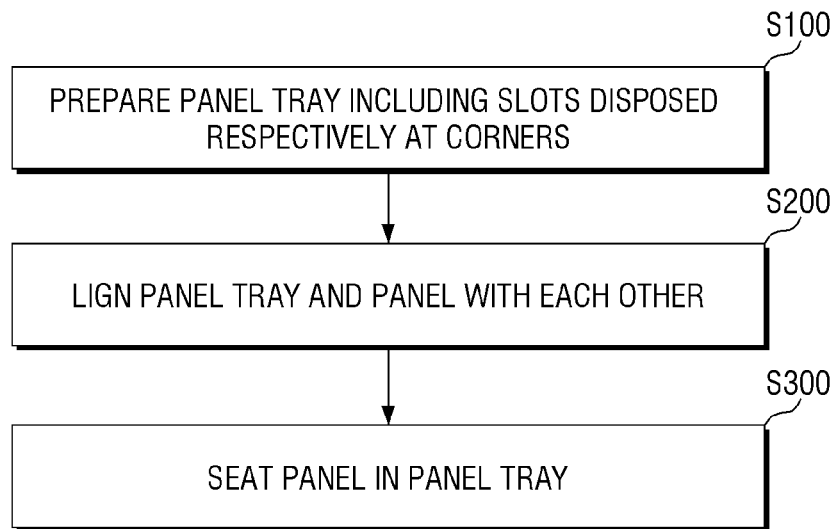 S100
PREPARE PANEL TRAY INCLUDING SLOTS DISPOSED
RESPECTIVELY AT CORNERS
S200
LIGN PANEL TRAY AND PANEL WITH EACH OTHER
S300
SEAT PANEL IN PANEL TRAY